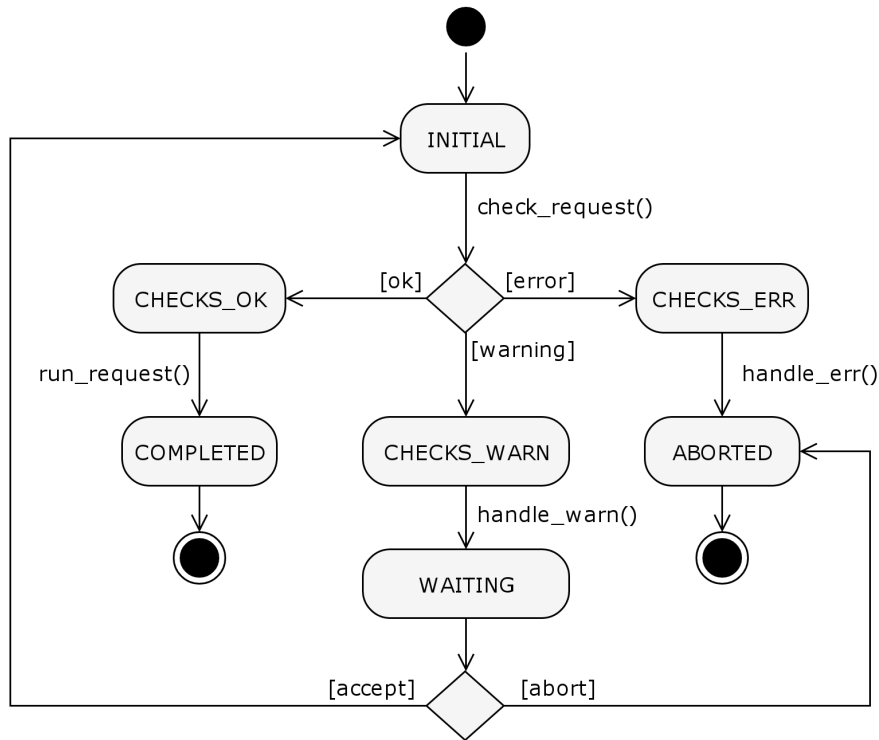 INITIAL
check_request()
[ok]
[error]
CHECKS_OK
CHECKS_ERR
[warning]
run_request()
handle_err()
COMPLETED
CHECKS_WARN
ABORTED
handle_warn()
WAITING
[accept]
[abort]